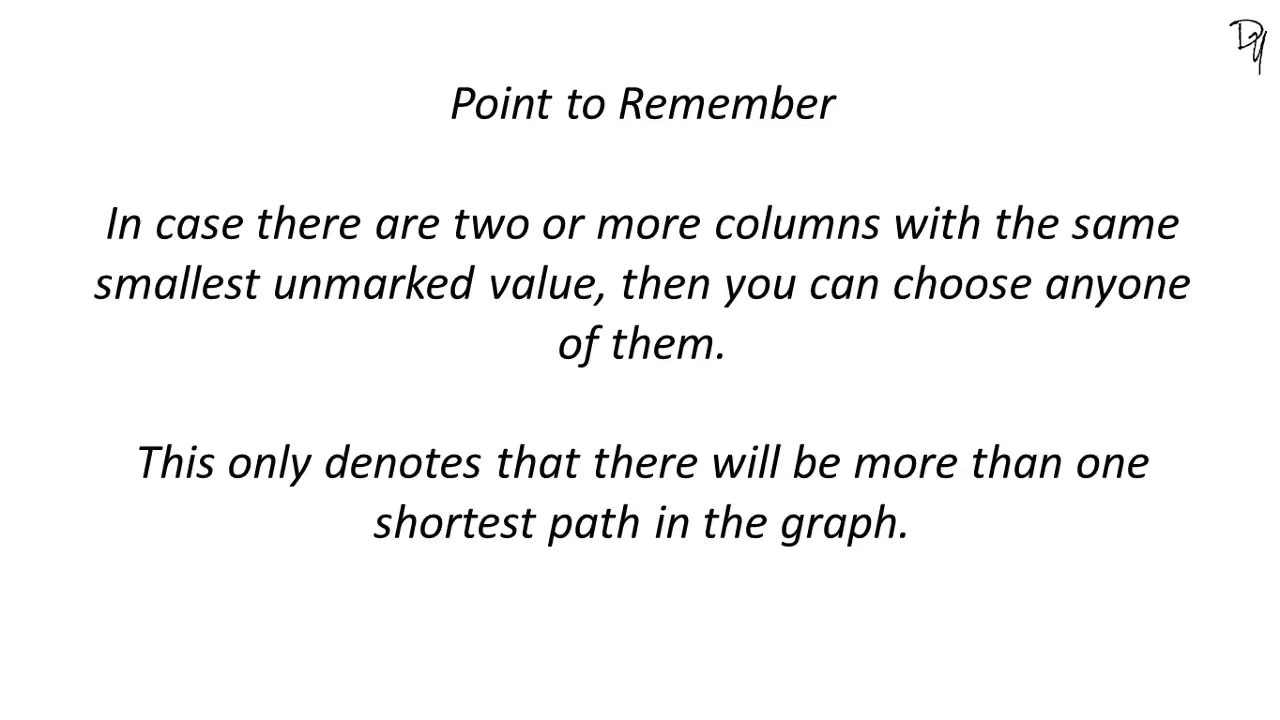 Point to Remember
In case there are two or more columns with the same
smallest unmarked value, then you can choose anyone
of them.
This only denotes that there will be more than one
shortest path in the graph.